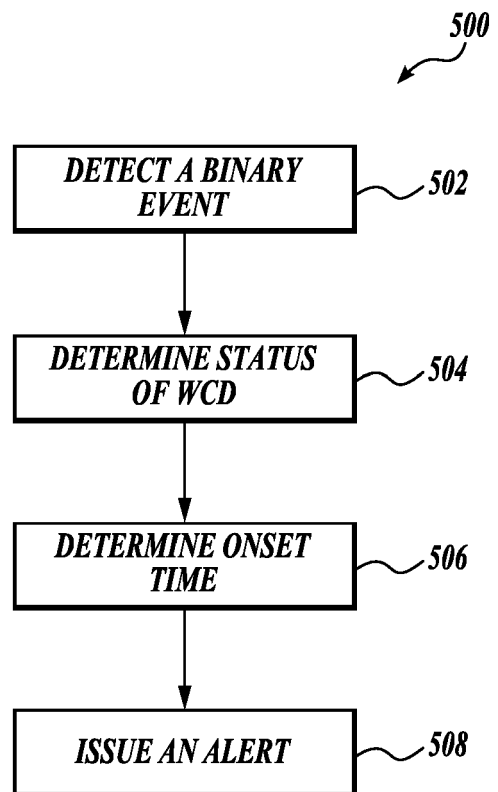 500
DETECT A BINARY
EVENT
502
DETERMINE STATUS
OF WCD
504
DETERMINE ONSET
TIME
506
ISSUE AN ALERT
508